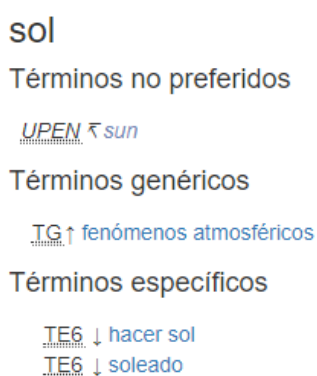 sol
Términos no preferidos
UPEN ↸ sun
Términos genéricos
TG↑ fenómenos atmosféricos
Términos específicos
TE6 ↓ hacer sol
TE6 ↓ soleado